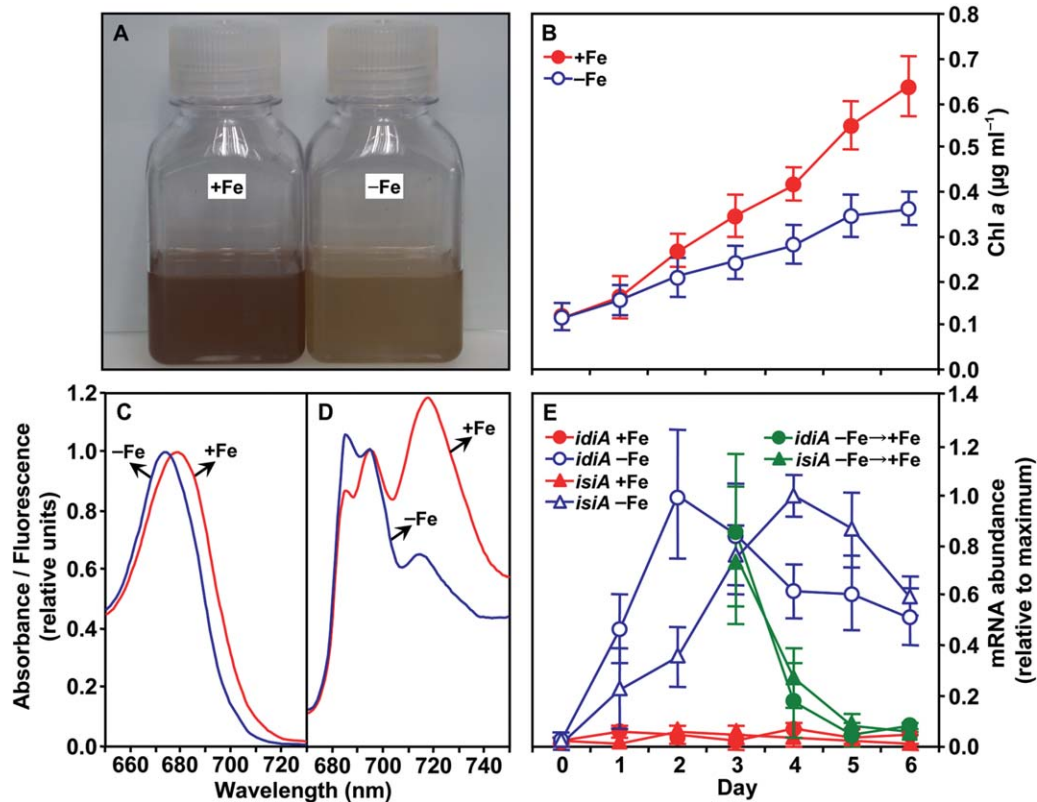 A
+Fe
−Fe
B
+Fe
−Fe
0.8
0.7
0.6
0.5
0.4
0.3
0.2
0.1
0.0
Chl a (µg ml⁻¹)
C
−Fe
+Fe
D
+Fe
−Fe
1.2
1.0
0.8
0.6
0.4
0.2
0.0
Absorbance / Fluorescence
(relative units)
660 680 700 720
680 700 720 740
Wavelength (nm)
E
idiA +Fe
idiA −Fe
isiA +Fe
isiA −Fe
idiA −Fe→+Fe
isiA −Fe→+Fe
1.4
1.2
1.0
0.8
0.6
0.4
0.2
0.0
mRNA abundance
(relative to maximum)
0 1 2 3 4 5 6
Day